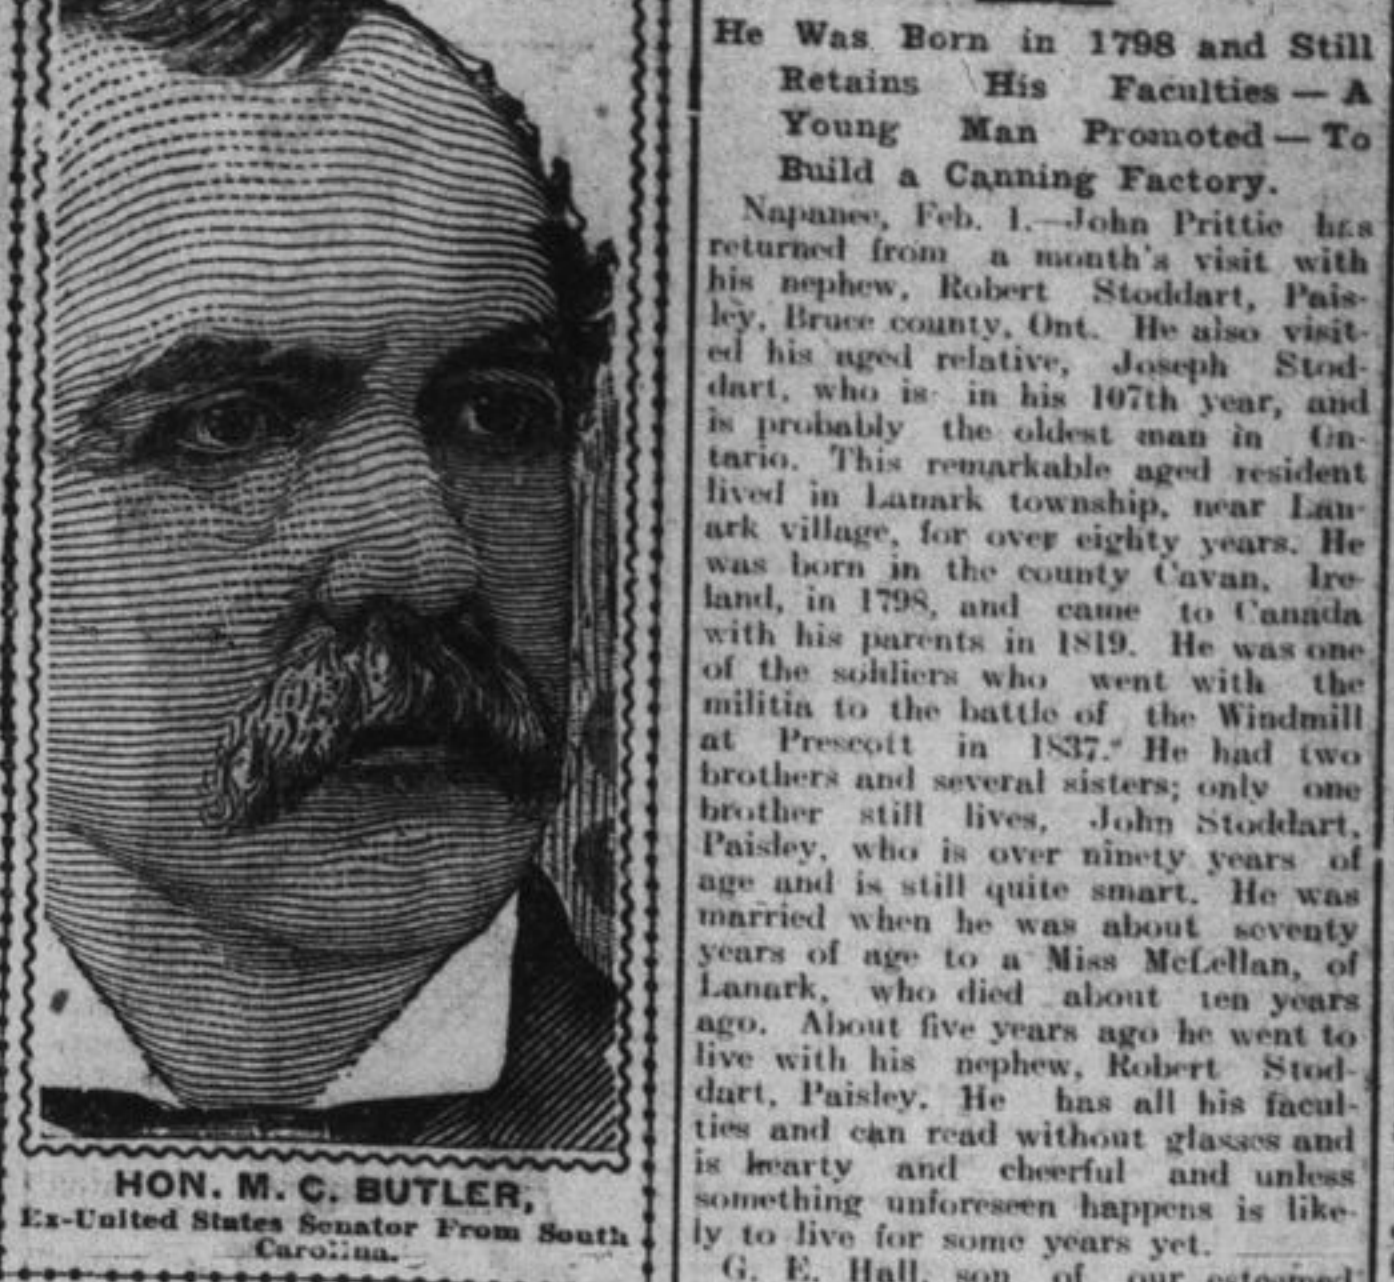 HON. M. C. BUTLER,
Ex-United States Senator From South
Carolina.
He Was Born in 1798 and Still
Retains His Faculties — A
Young Man Promoted — To
Build a Canning Factory.
Napanee, Feb. 1.—John Prittie has
returned from a month's visit with
his nephew, Robert Stoddart, Pais-
ley, Bruce county, Ont. He also visit-
ed his aged relative, Joseph Stod-
dart, who is in his 107th year, and
is probably the oldest man in On-
tario. This remarkable aged resident
lived in Lanark township, near Lan-
ark village, for over eighty years. He
was born in the county Cavan, Ire-
land, in 1798, and came to Canada
with his parents in 1819. He was one
of the soldiers who went with the
militia to the battle of the Windmill
at Prescott in 1837. He had two
brothers and several sisters; only one
brother still lives, John Stoddart,
Paisley, who is over ninety years of
age and is still quite smart. He was
married when he was about seventy
years of age to a Miss McLellan, of
Lanark, who died about ten years
ago. About five years ago he went to
live with his nephew, Robert Stod-
dart, Paisley. He has all his facul-
ties and can read without glasses and
is hearty and cheerful and unless
something unforeseen happens is like-
ly to live for some years yet.
G. E. Hall, son of our esteemed